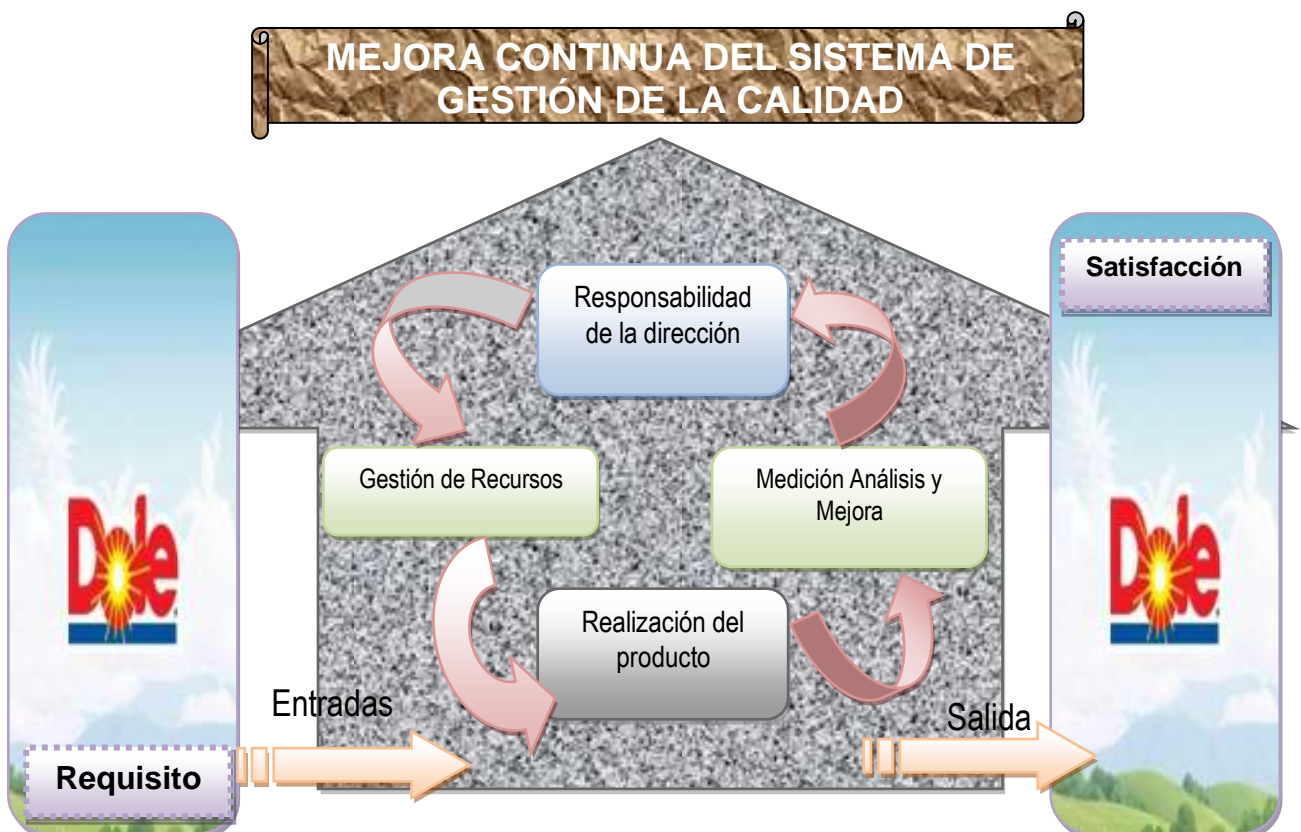 MEJORA CONTINUA DEL SISTEMA DE
GESTIÓN DE LA CALIDAD
Satisfacción
Responsabilidad
de la dirección
Gestión de Recursos
Medición Análisis y
Mejora
Dole
Dole
Realización del
producto
Entradas
Salida
Requisito